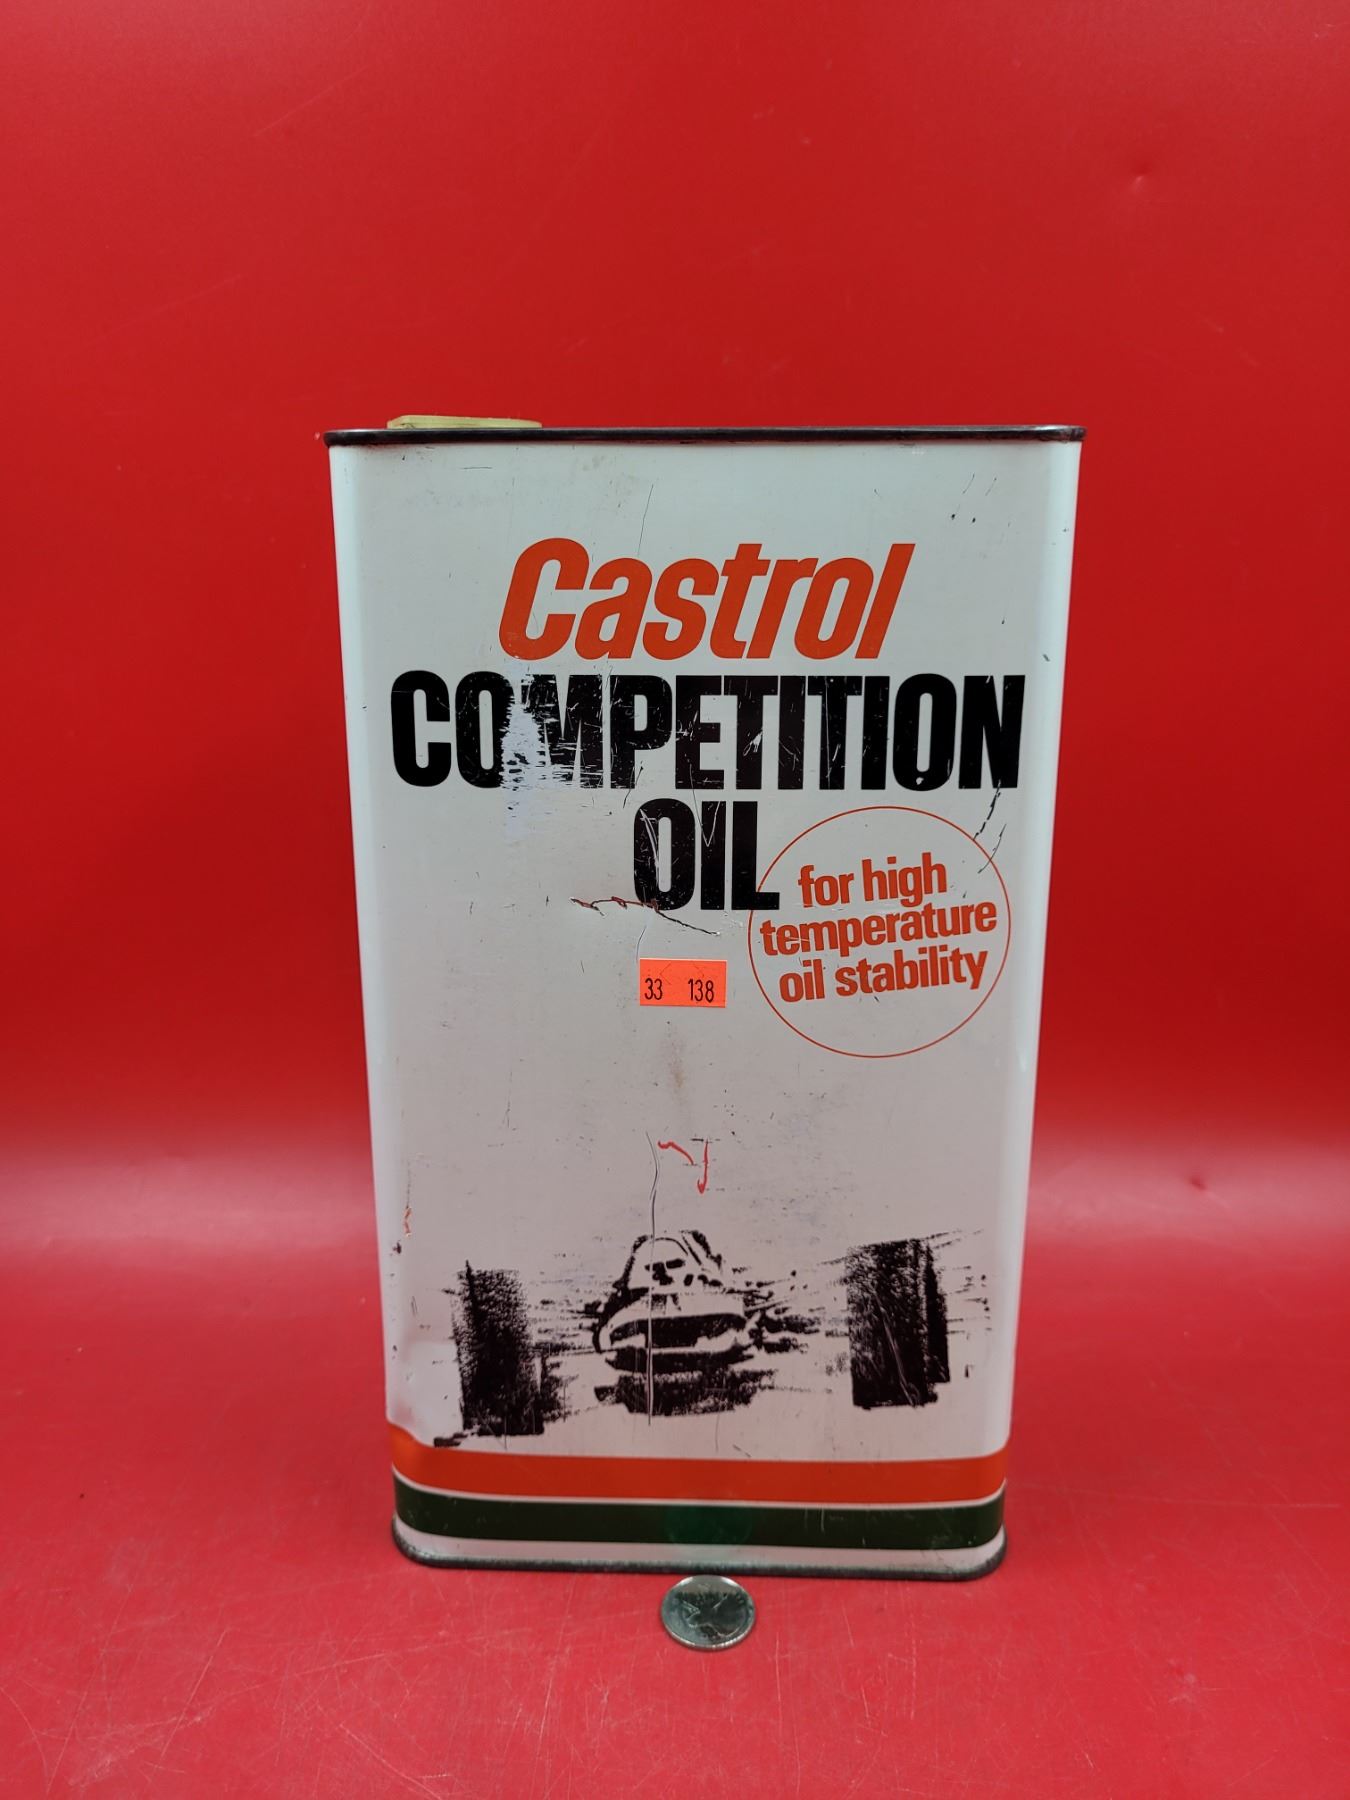 Castrol
COMPETITION
OIL
for high
temperature
oil stability
33 138